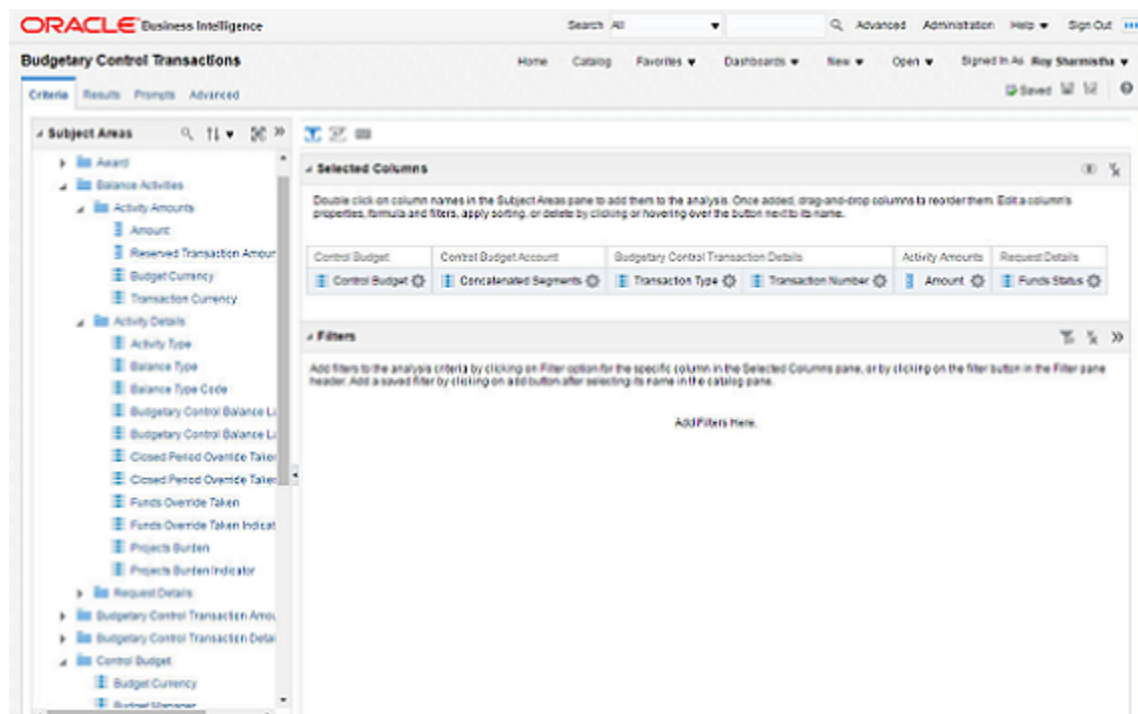 ORACLE Business Intelligence
Search All Advanced Administration Help Sign Out
Budgetary Control Transactions
Home Catalog Favorites Dashboards New Open Signed In As Roy Sharmistha
Criteria Results Prompts Advanced
Saved
Subject Areas
Award
Balance Activities
Activity Amounts
Amount
Reserved Transaction Amour
Budget Currency
Transaction Currency
Activity Details
Activity Type
Balance Type
Balance Type Code
Budgetary Control Balance La
Budgetary Control Balance La
Closed Period Override Taken
Closed Period Override Taken
Funds Override Taken
Funds Override Taken Indicat
Projects Burden
Projects Burden Indicator
Request Details
Budgetary Control Transaction Amou
Budgetary Control Transaction Detai
Control Budget
Budget Currency
Budget Manager
Selected Columns
Double click on column names in the Subject Areas pane to add them to the analysis. Once added, drag-and-drop columns to reorder them. Edit a column's
properties, formula and filters, apply sorting, or delete by clicking or hovering over the button next to its name.
Control Budget Control Budget Account Budgetary Control Transaction Details Activity Amounts Request Details
Control Budget Concatenated Segments Transaction Type Transaction Number Amount Funds Status
Filters
Add filters to the analysis criteria by clicking on Filter option for the specific column in the Selected Columns pane, or by clicking on the filter button in the Filter pane
header. Add a saved filter by clicking on add button after selecting its name in the catalog pane.
Add Filters Here.